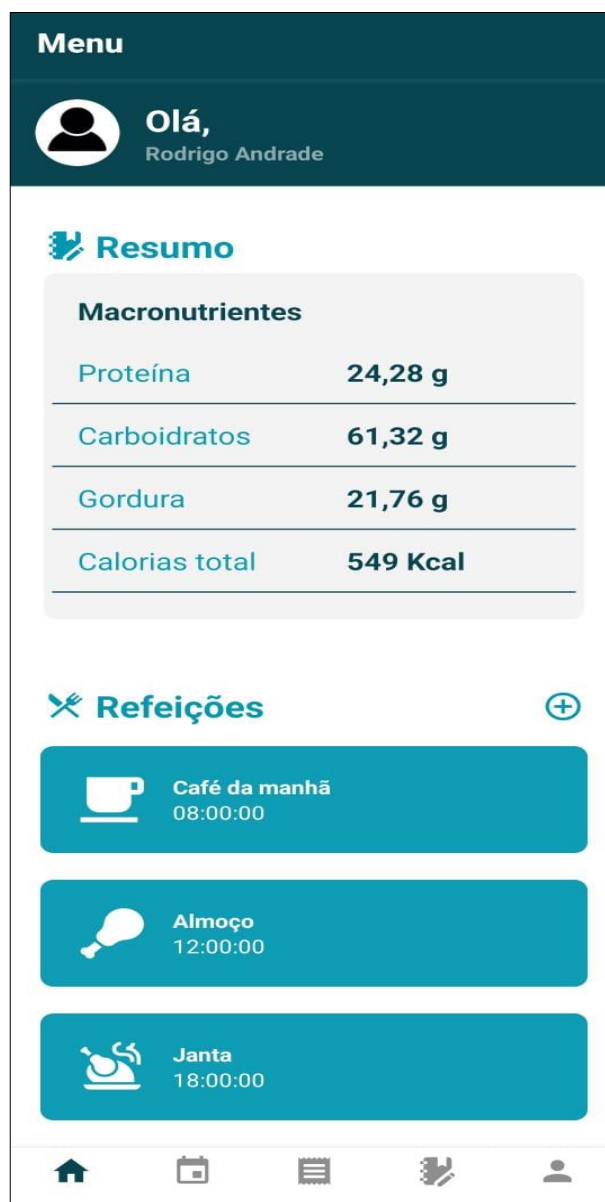 Menu
Olá,
Rodrigo Andrade
Resumo
Macronutrientes
Proteína 24,28 g
Carboidratos 61,32 g
Gordura 21,76 g
Calorias total 549 Kcal
Refeições
Café da manhã
08:00:00
Almoço
12:00:00
Janta
18:00:00